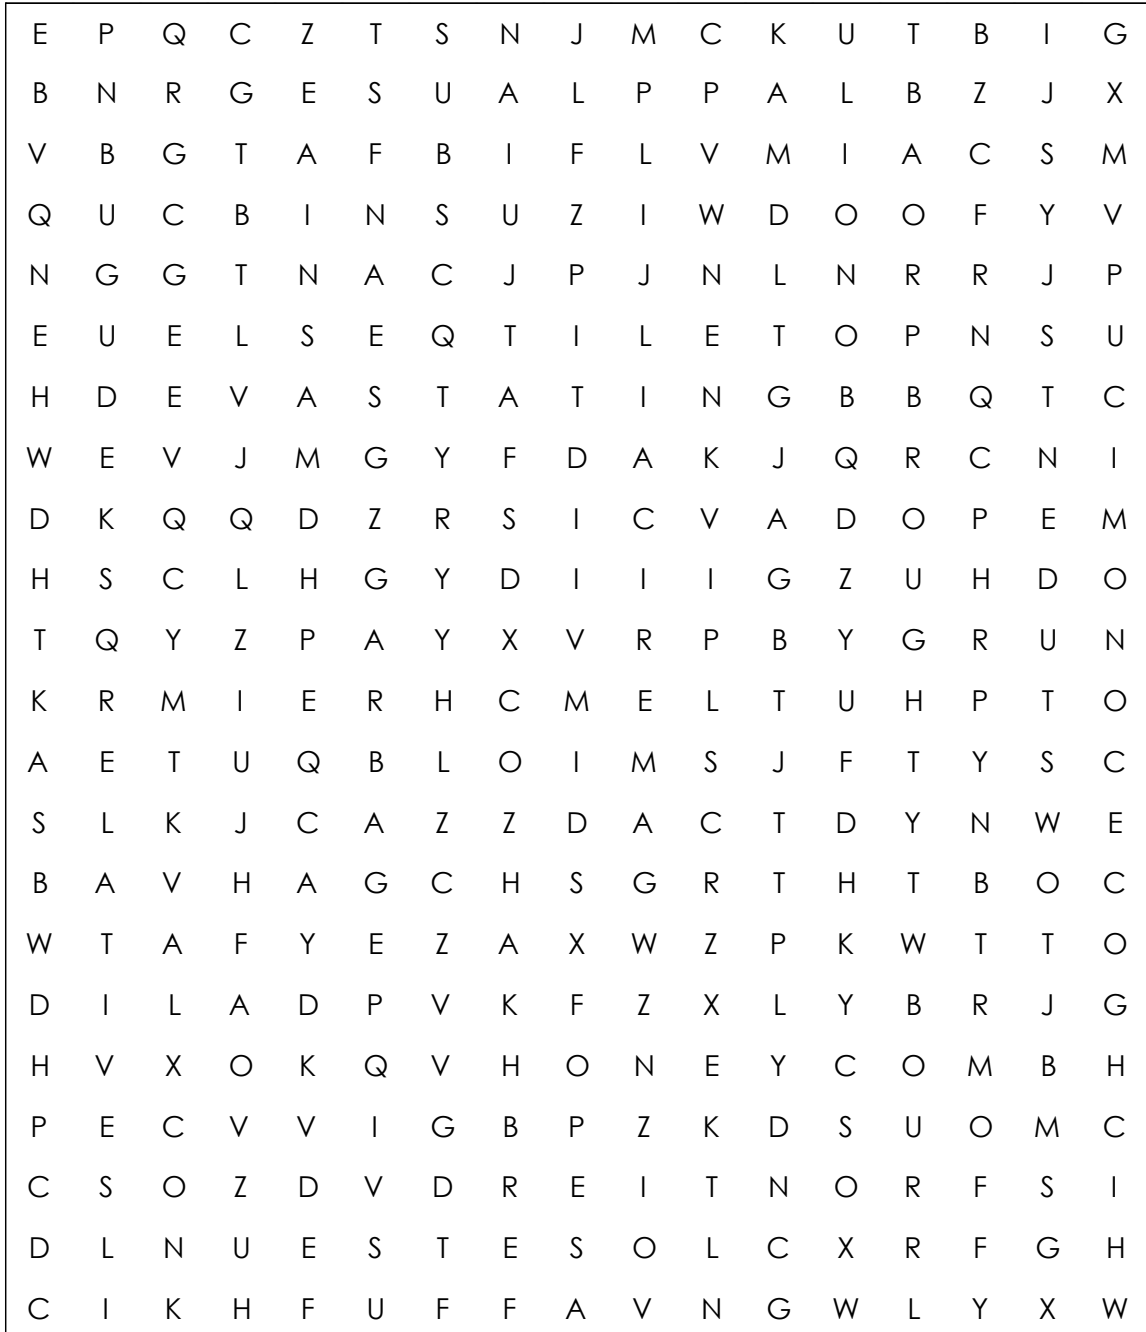 E P Q C Z T S N J M C K U T B I G
B N R G E S U A L P P A L B Z J X
V B G T A F B I F L V M I A C S M
Q U C B I N S U Z I W D O O F Y V
N G G T N A C J P J N L N R R J P
E U E L S E Q T I L E T O P N S U
H D E V A S T A T I N G B B Q T C
W E V J M G Y F D A K J Q R C N I
D K Q Q D Z R S I C V A D O P E M
H S C L H G Y D I I I G Z U H D O
T Q Y Z P A Y X V R P B Y G R U N
K R M I E R H C M E L T U H P T O
A E T U Q B L O I M S J F T Y S C
S L K J C A Z Z D A C T D Y N W E
B A V H A G C H S G R T H T B O C
W T A F Y E Z A X W Z P K W T T O
D I L A D P V K F Z X L Y B R J G
H V X O K Q V H O N E Y C O M B H
P E C V V I G B P Z K D S U O M C
C S O Z D V D R E I T N O R F S I
D L N U E S T E S O L C X R F G H
C I K H F U F F A V N G W L Y X W